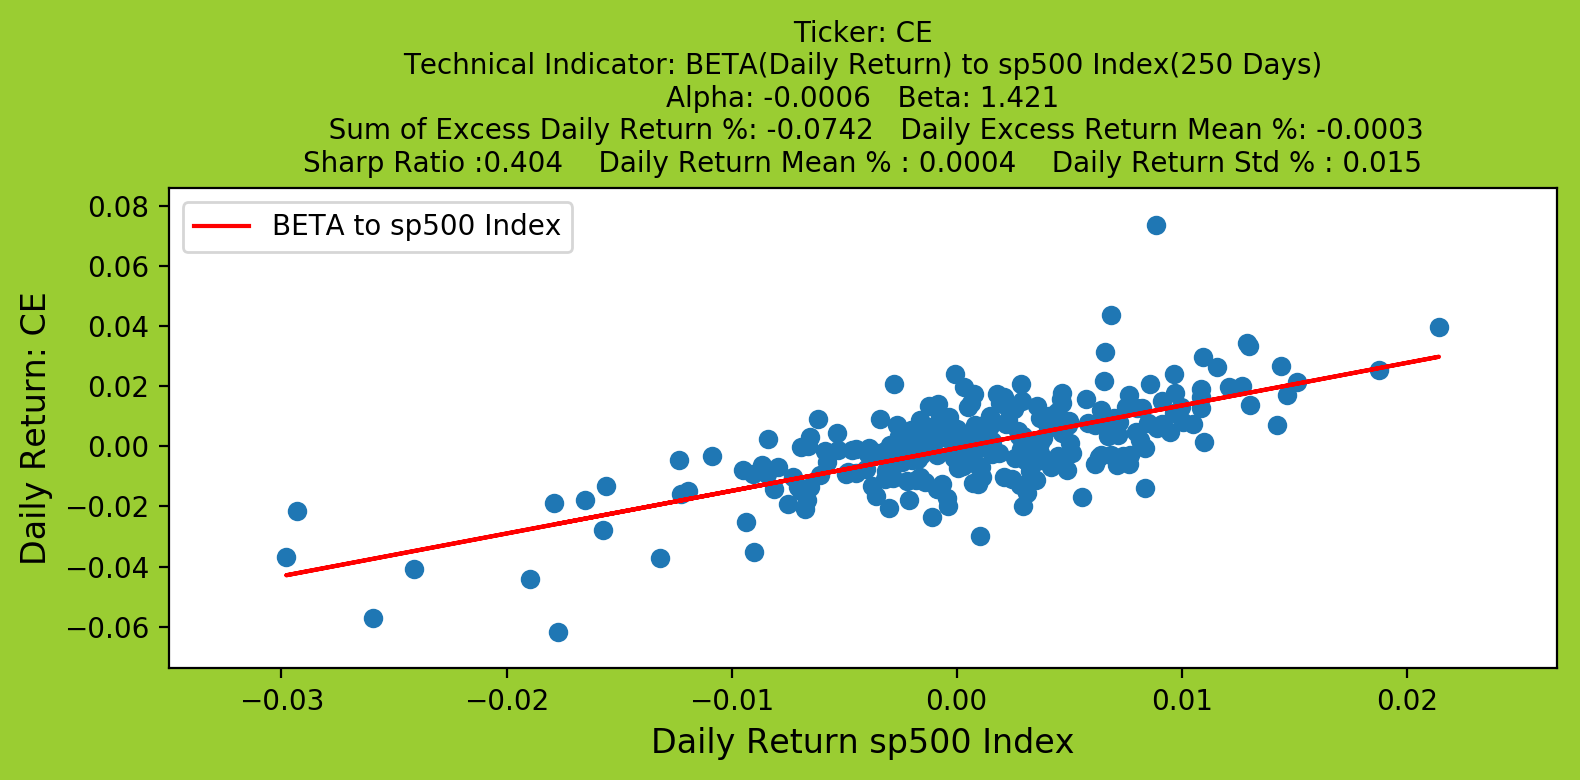 Ticker: CE
Technical Indicator: BETA(Daily Return) to sp500 Index(250 Days)
Alpha: -0.0006   Beta: 1.421
Sum of Excess Daily Return %: -0.0742   Daily Excess Return Mean %: -0.0003
Sharp Ratio :0.404    Daily Return Mean % : 0.0004    Daily Return Std % : 0.015
BETA to sp500 Index
0.08
0.06
0.04
0.02
0.00
−0.02
−0.04
−0.06
Daily Return: CE
−0.03 −0.02 −0.01 0.00 0.01 0.02
Daily Return sp500 Index